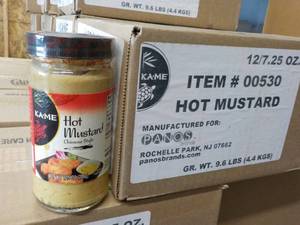 GR. WT. 9.6 LBS (4.4 KGS)
12/7.25 OZ.
KA-ME
ITEM # 00530
HOT MUSTARD
MANUFACTURED FOR:
PANOS
ROCHELLE PARK, NJ 07662
panosbrands.com
GR. WT. 9.6 LBS (4.4 KGS)
KA-ME
Hot
Mustard
Chinese Style
OZ.